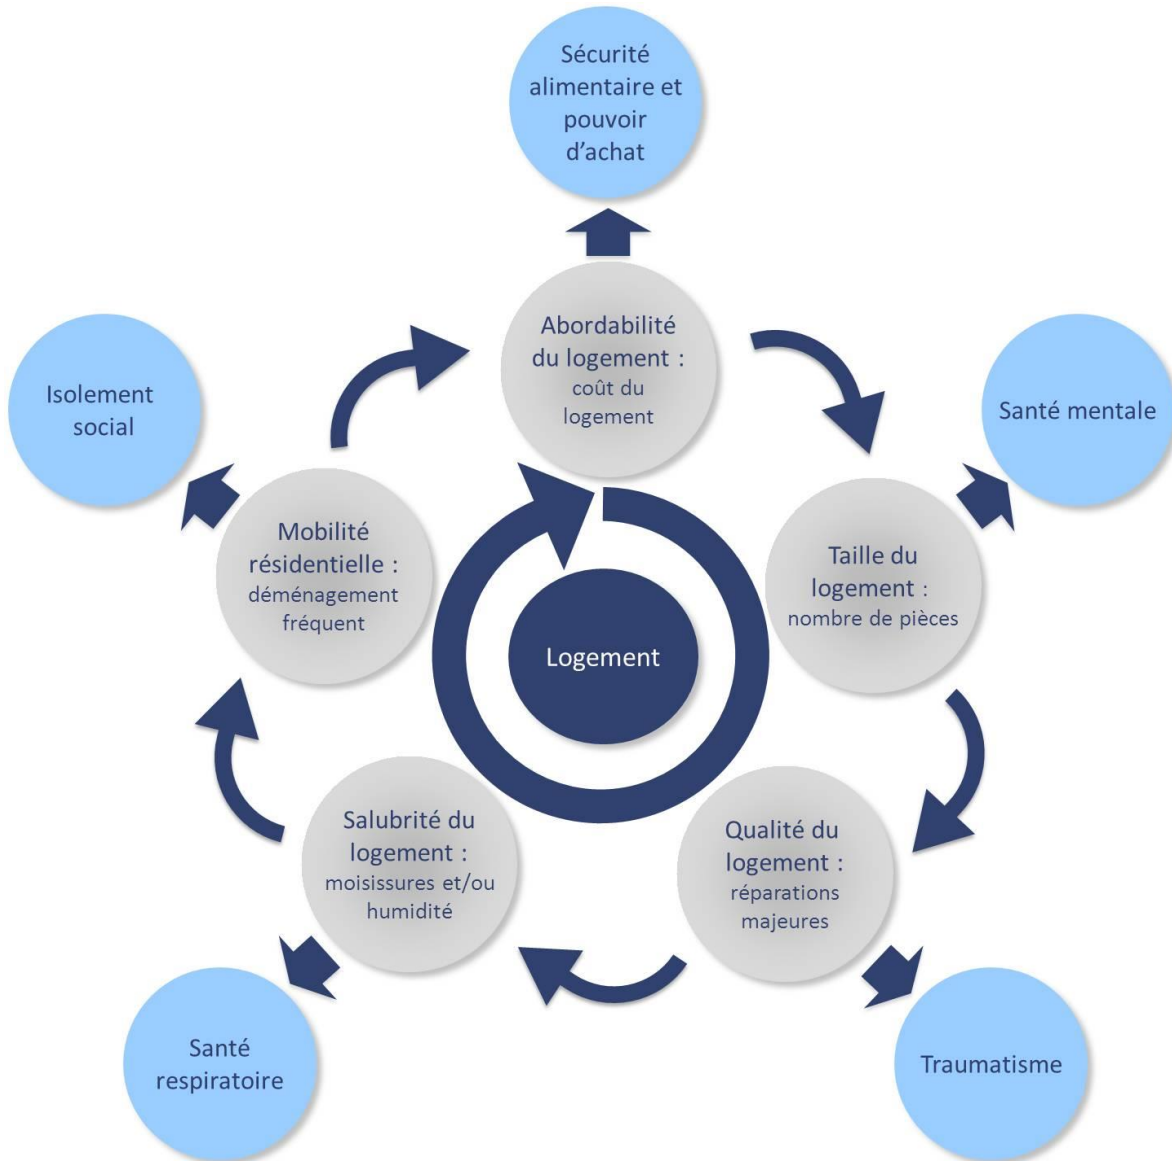 Sécurité
alimentaire et
pouvoir
d’achat
Abordabilité
du logement :
coût du
logement
Isolement
social
Santé mentale
Mobilité
résidentielle :
déménagement
fréquent
Taille du
logement :
nombre de pièces
Logement
Salubrité du
logement :
moisissures et/ou
humidité
Qualité du
logement :
réparations
majeures
Santé
respiratoire
Traumatisme